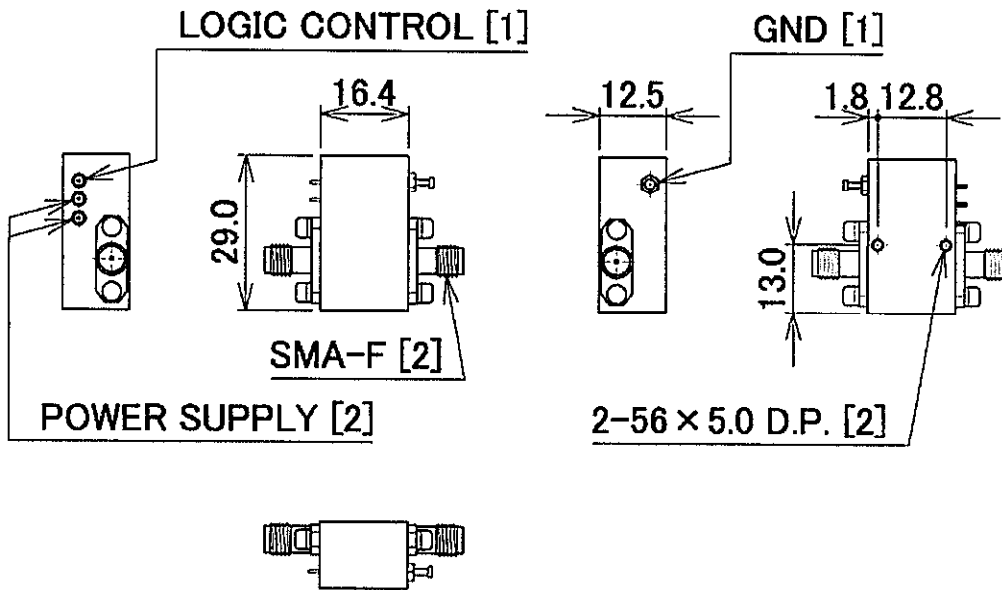 LOGIC CONTROL [1]
GND [1]
16.4
12.5
1.8
12.8
29.0
13.0
SMA-F [2]
POWER SUPPLY [2]
2-56×5.0 D.P. [2]